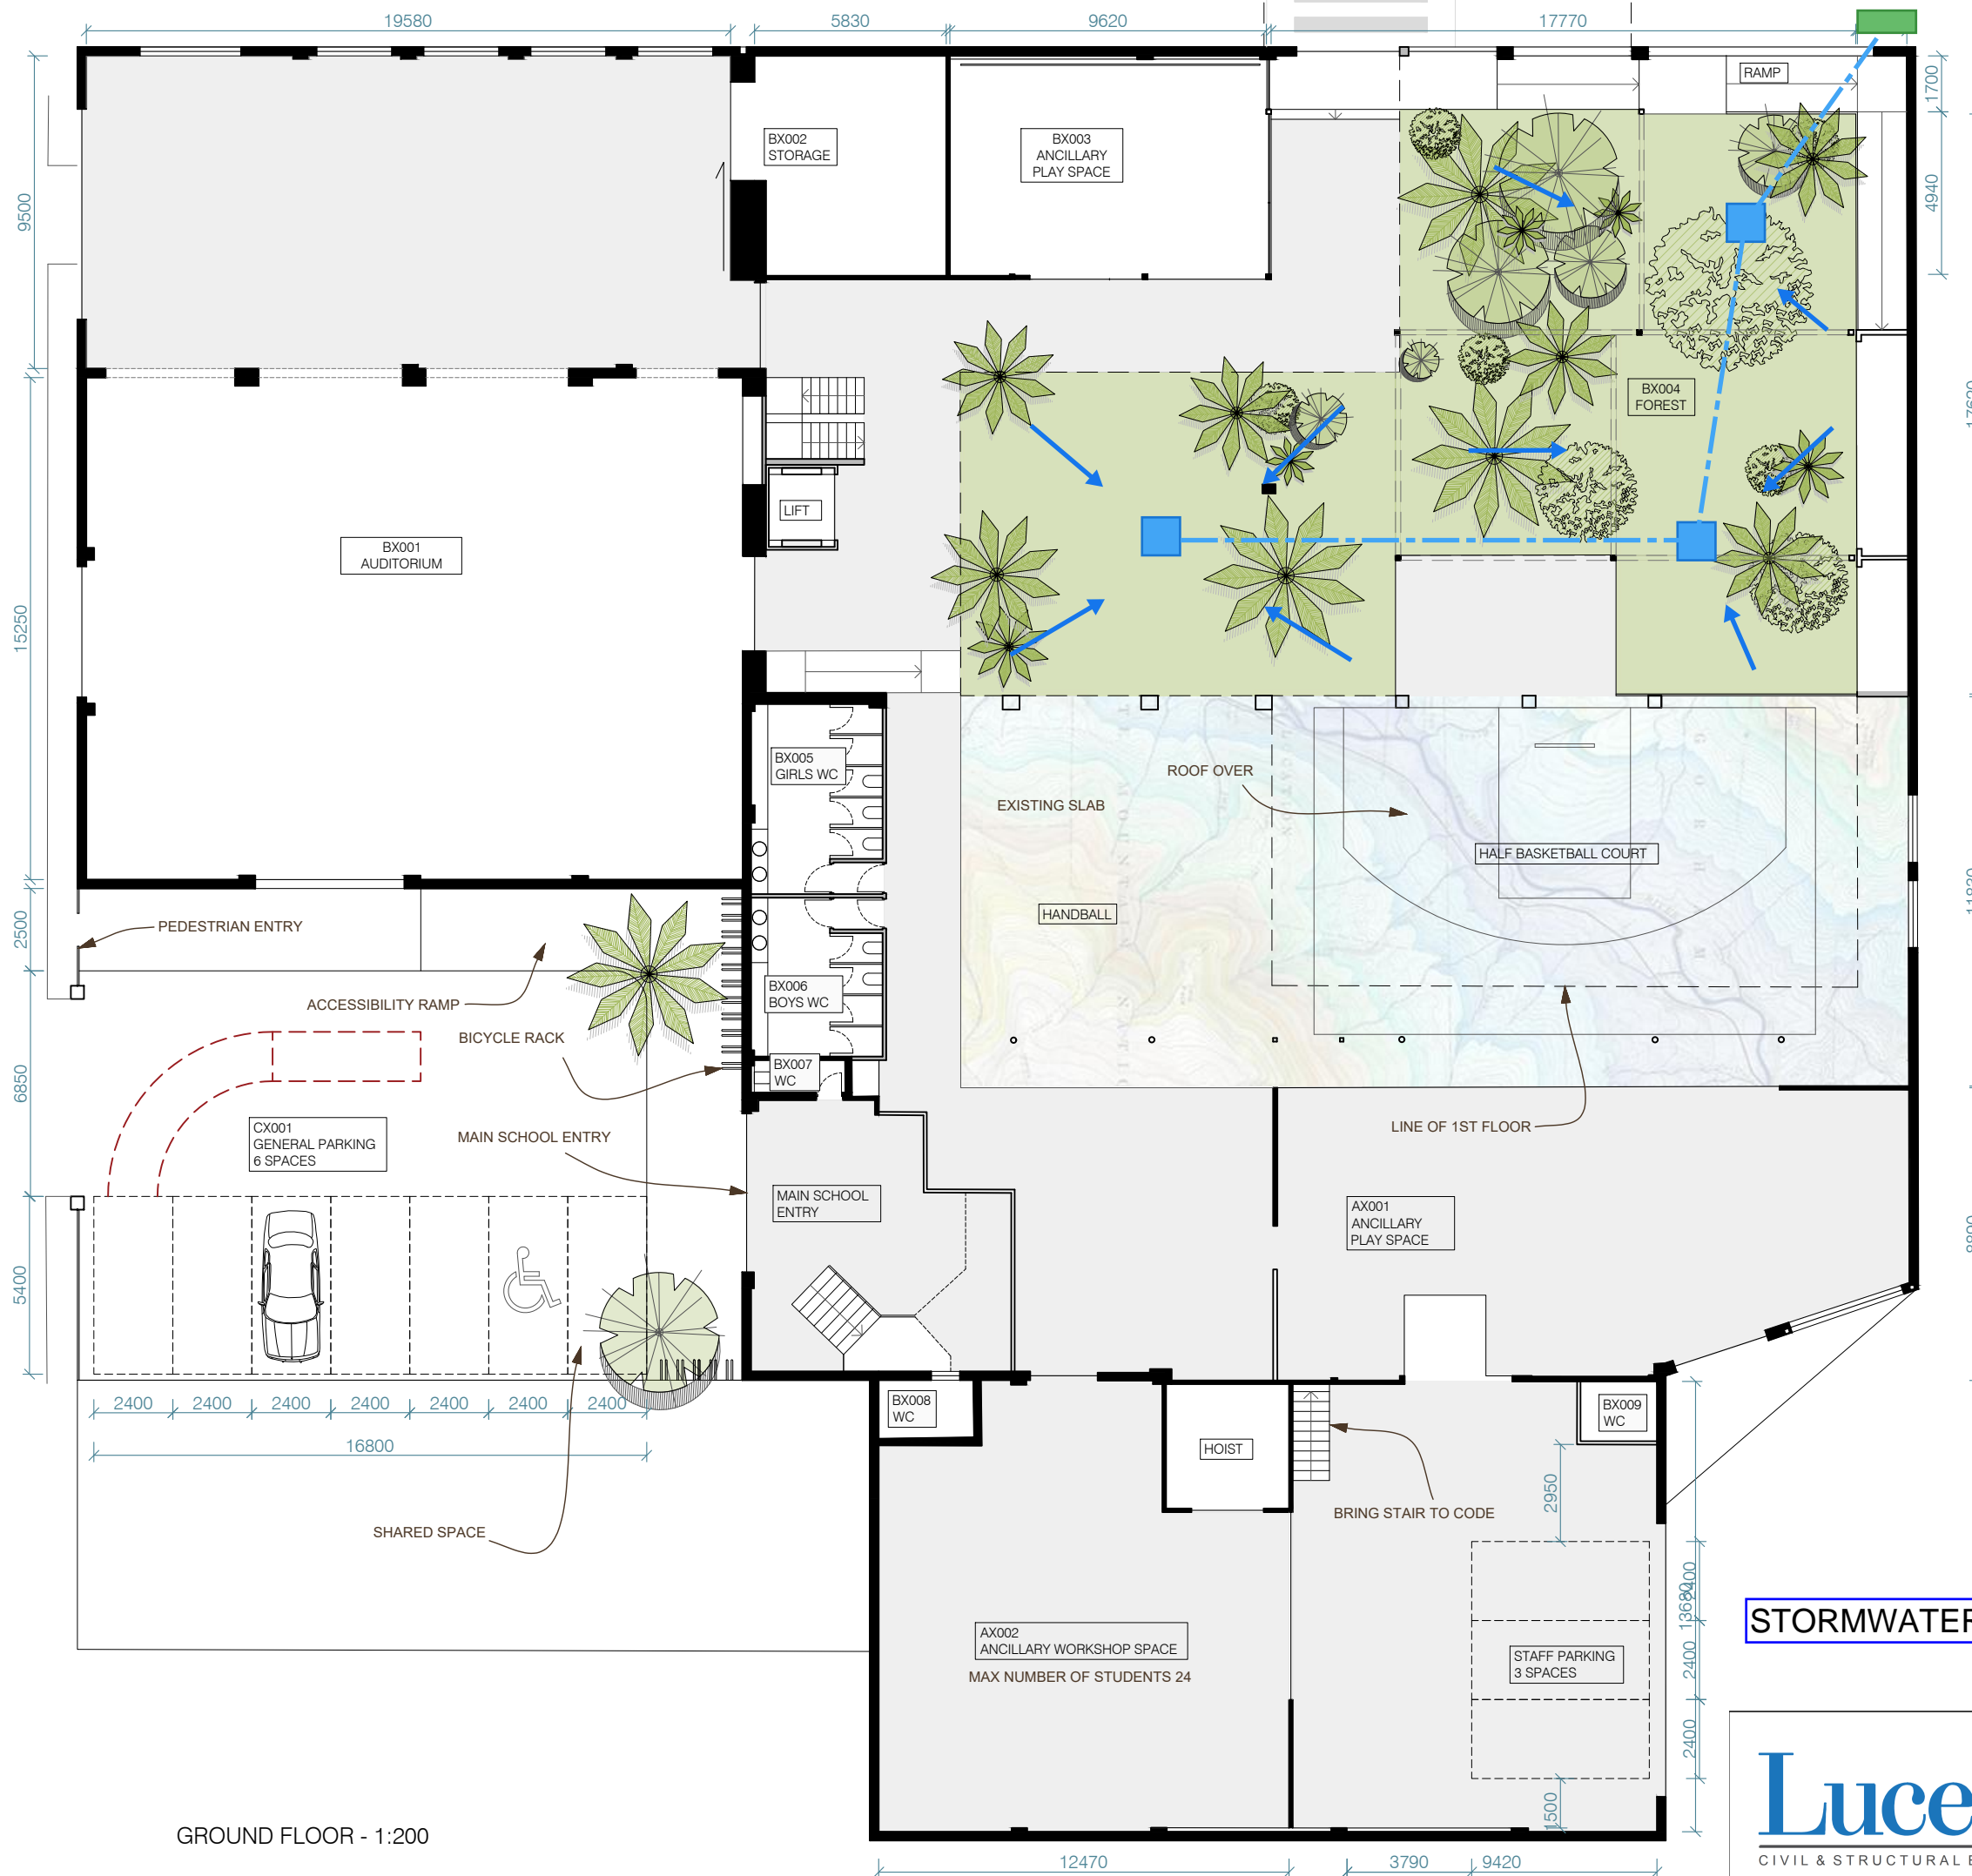 19580
5830
9620
17770
1700
4940
9500
15250
2500
6850
5400
RAMP
BX002
STORAGE
BX003
ANCILLARY
PLAY SPACE
BX004
FOREST
LIFT
BX001
AUDITORIUM
BX005
GIRLS WC
ROOF OVER
EXISTING SLAB
HALF BASKETBALL COURT
HANDBALL
PEDESTRIAN ENTRY
ACCESSIBILITY RAMP
BICYCLE RACK
BX006
BOYS WC
BX007
WC
CX001
GENERAL PARKING
6 SPACES
MAIN SCHOOL ENTRY
LINE OF 1ST FLOOR
MAIN SCHOOL
ENTRY
AX001
ANCILLARY
PLAY SPACE
2400
2400
2400
2400
2400
2400
2400
16800
BX008
WC
HOIST
BX009
WC
2950
BRING STAIR TO CODE
SHARED SPACE
13680
2400
2400
2400
1500
STORMWATER
AX002
ANCILLARY WORKSHOP SPACE
MAX NUMBER OF STUDENTS 24
STAFF PARKING
3 SPACES
GROUND FLOOR - 1:200
12470
3790
9420
Luce
CIVIL & STRUCTURAL